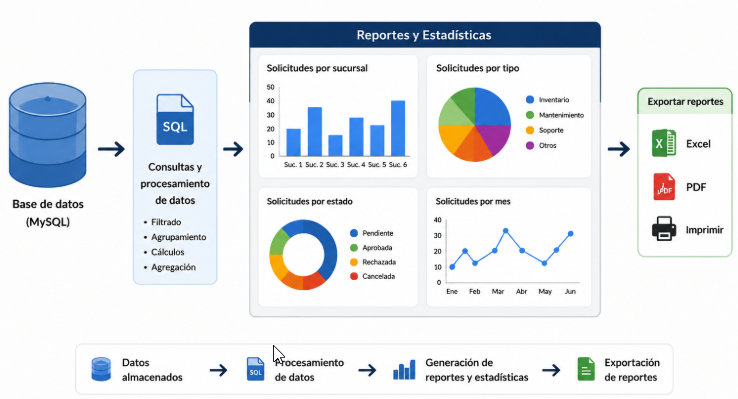 Reportes y Estadísticas
Base de datos
(MySQL)
SQL
Consultas y
procesamiento
de datos
• Filtrado
• Agrupamiento
• Cálculos
• Agregación
Solicitudes por sucursal
50
40
30
20
10
0
Suc. 1 Suc. 2 Suc. 3 Suc. 4 Suc. 5 Suc. 6
Solicitudes por tipo
Inventario
Mantenimiento
Soporte
Otros
Solicitudes por estado
Pendiente
Aprobada
Rechazada
Cancelada
Solicitudes por mes
40
30
20
10
0
Ene Feb Mar Abr May Jun
Exportar reportes
X Excel
PDF PDF
Imprimir
Datos
almacenados
SQL
Procesamiento
de datos
Generación de
reportes y estadísticas
Exportación
de reportes